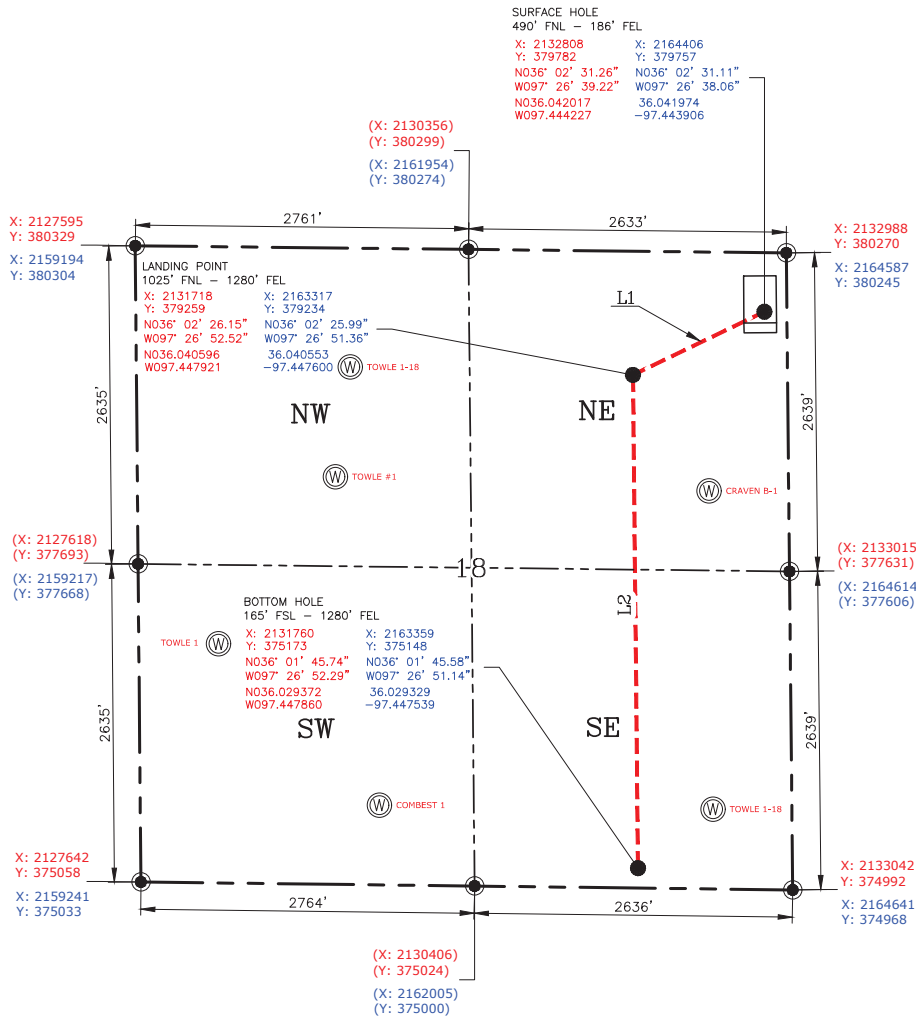 SURFACE HOLE
490' FNL – 186' FEL
X: 2132808 X: 2164406
Y: 379782 Y: 379757
N036° 02' 31.26" N036° 02' 31.11"
W097° 26' 39.22" W097° 26' 38.06"
N036.042017 36.041974
W097.444227 -97.443906
(X: 2130356)
(Y: 380299)
(X: 2161954)
(Y: 380274)
X: 2127595
Y: 380329
X: 2159194
Y: 380304
2761'
2633'
X: 2132988
Y: 380270
X: 2164587
Y: 380245
LANDING POINT
1025' FNL – 1280' FEL
X: 2131718 X: 2163317
Y: 379259 Y: 379234
N036° 02' 26.15" N036° 02' 25.99"
W097° 26' 52.52" W097° 26' 51.36"
N036.040596 36.040553
W097.447921 -97.447600
L1
W TOWLE 1-18
2635'
NW
NE
2639'
W TOWLE #1
W CRAVEN B-1
(X: 2127618)
(Y: 377693)
(X: 2159217)
(Y: 377668)
18
(X: 2133015)
(Y: 377631)
(X: 2164614)
(Y: 377606)
L2
BOTTOM HOLE
165' FSL – 1280' FEL
X: 2131760 X: 2163359
Y: 375173 Y: 375148
N036° 01' 45.74" N036° 01' 45.58"
W097° 26' 52.29" W097° 26' 51.14"
N036.029372 36.029329
W097.447860 -97.447539
TOWLE 1 W
2635'
SW
SE
2639'
W COMBEST 1
W TOWLE 1-18
X: 2127642
Y: 375058
X: 2159241
Y: 375033
2764'
2636'
X: 2133042
Y: 374992
X: 2164641
Y: 374968
(X: 2130406)
(Y: 375024)
(X: 2162005)
(Y: 375000)